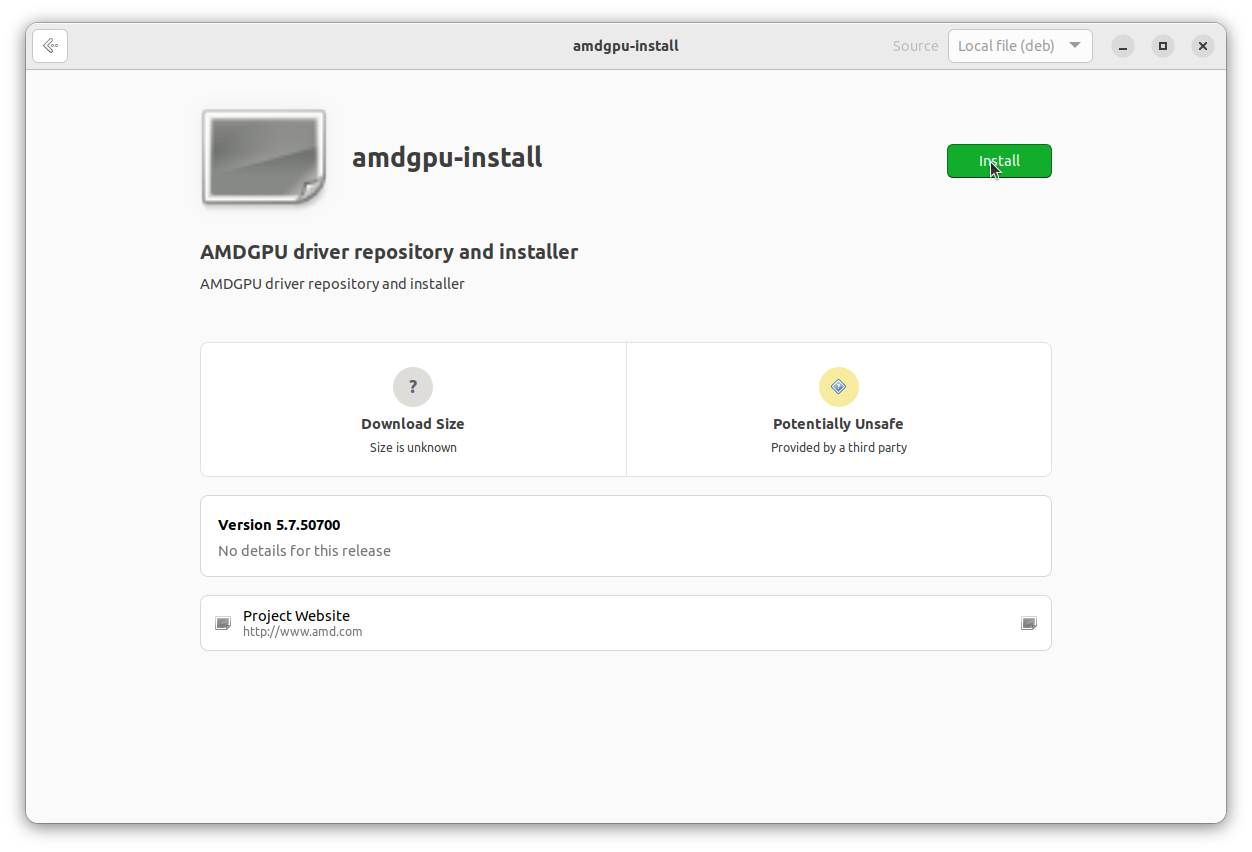 amdgpu-install
Source
Local file (deb)
amdgpu-install
Install
AMDGPU driver repository and installer
AMDGPU driver repository and installer
?
Download Size
Size is unknown
Potentially Unsafe
Provided by a third party
Version 5.7.50700
No details for this release
Project Website
http://www.amd.com